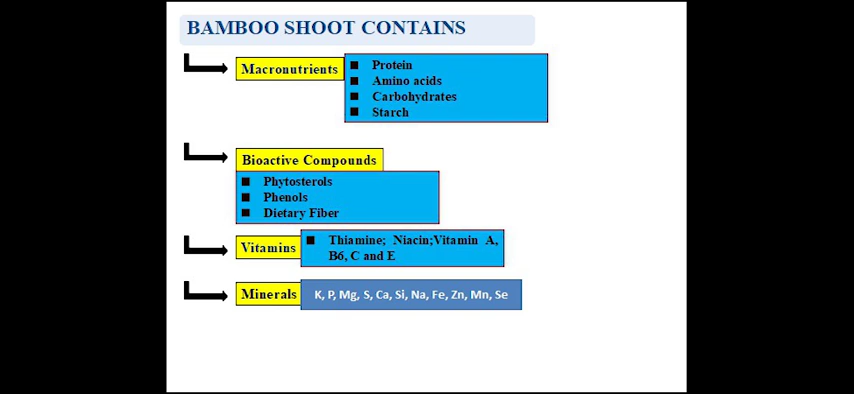 BAMBOO SHOOT CONTAINS
Macronutrients
Protein
Amino acids
Carbohydrates
Starch
Bioactive Compounds
Phytosterols
Phenols
Dietary Fiber
Vitamins
Thiamine; Niacin;Vitamin A,
B6, C and E
Minerals
K, P, Mg, S, Ca, Si, Na, Fe, Zn, Mn, Se